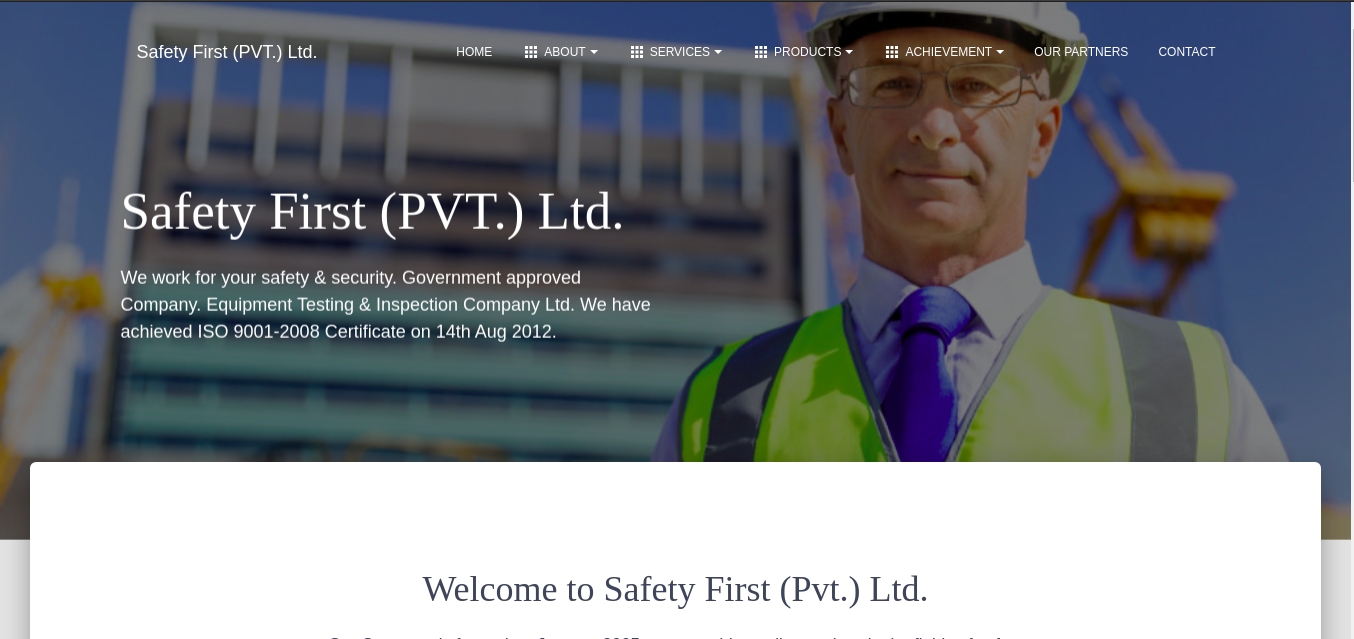 Safety First (PVT.) Ltd.
HOME ABOUT SERVICES PRODUCTS ACHIEVEMENT OUR PARTNERS CONTACT
Safety First (PVT.) Ltd.
We work for your safety & security. Government approved
Company. Equipment Testing & Inspection Company Ltd. We have
achieved ISO 9001-2008 Certificate on 14th Aug 2012.
Welcome to Safety First (Pvt.) Ltd.